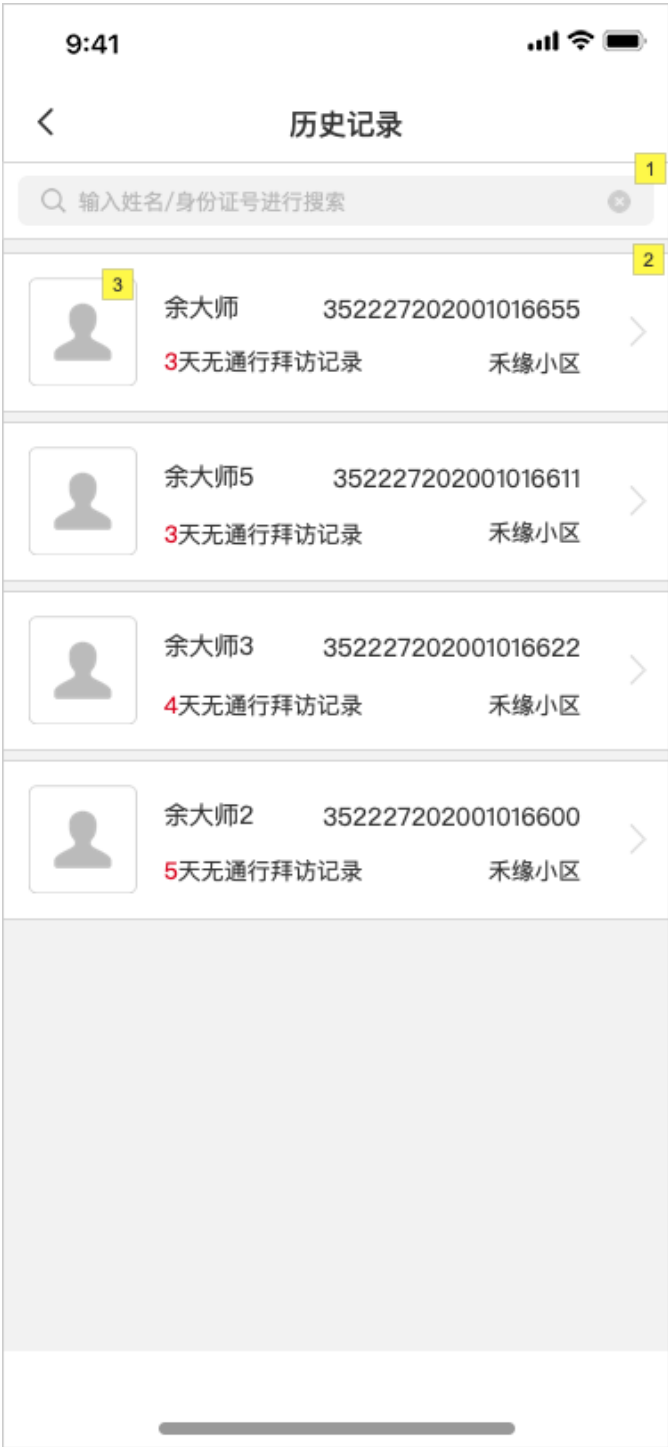 9:41
历史记录
1
输入姓名/身份证号进行搜索
2
3
余大师 352227202001016655
3天无通行拜访记录 禾缘小区
余大师5 352227202001016611
3天无通行拜访记录 禾缘小区
余大师3 352227202001016622
4天无通行拜访记录 禾缘小区
余大师2 352227202001016600
5天无通行拜访记录 禾缘小区